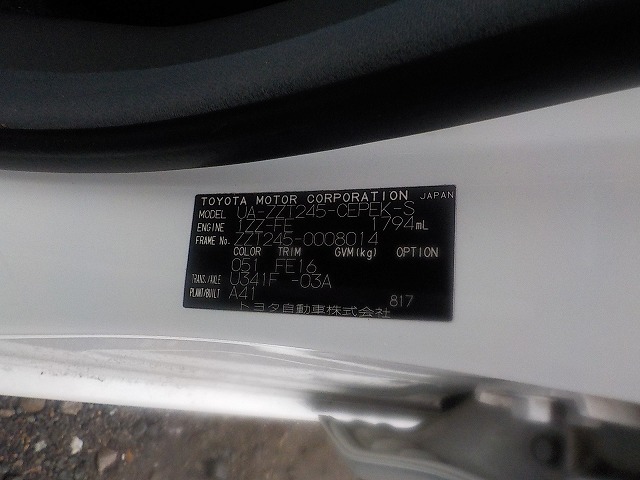 TOYOTA MOTOR CORPORATION JAPAN
MODEL UA-ZZT245-CEPEK-S
ENGINE 1ZZ-FE 1794mL
FRAME No. ZZT245-0008014
COLOR TRIM GVM(kg) OPTION
051 FE16
TRANS./AXLE U341F -03A
PLANT/BUILT A41 817
トヨタ自動車株式会社